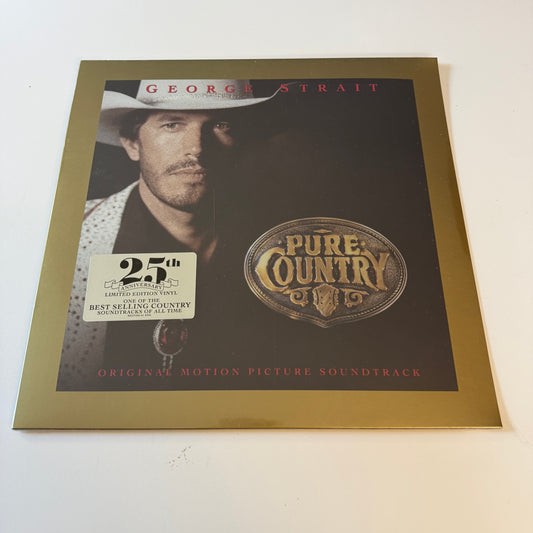 GEORGE STRAIT
PURE
COUNTRY
25th
ANNIVERSARY
LIMITED EDITION VINYL
ONE OF THE
BEST SELLING COUNTRY
SOUNDTRACKS OF ALL TIME
ORIGINAL MOTION PICTURE SOUNDTRACK